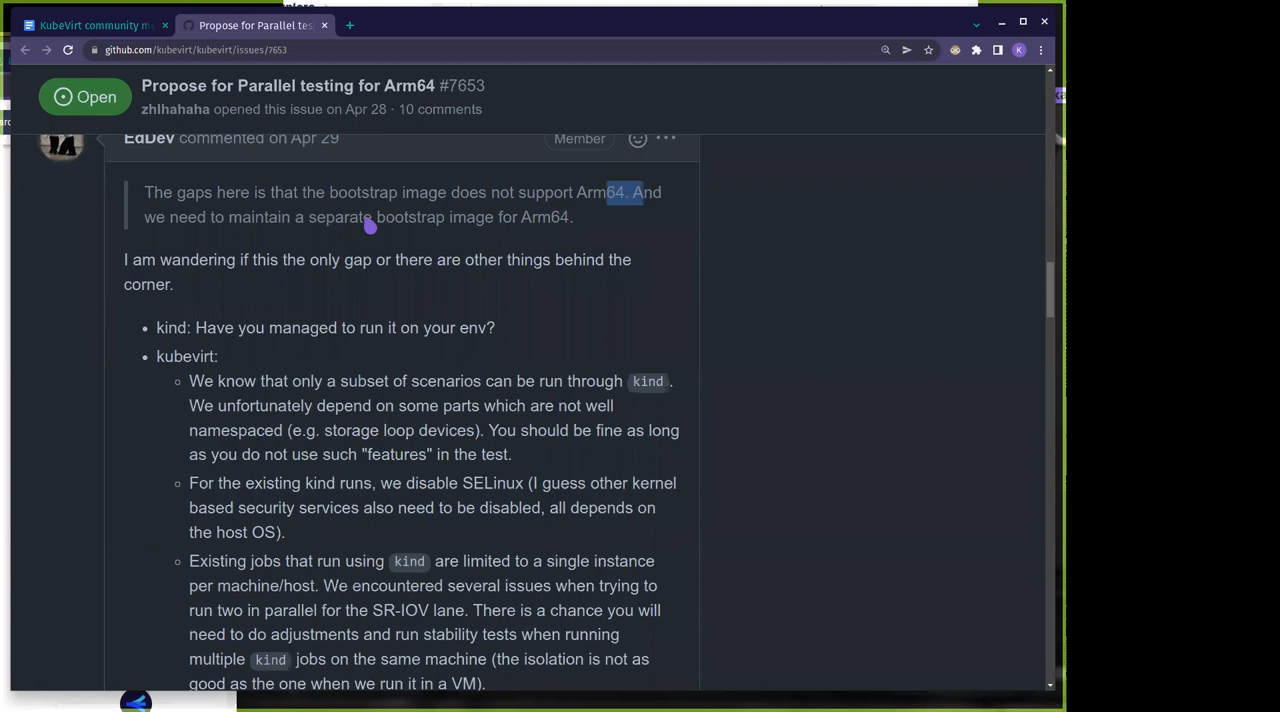 KubeVirt community m
Propose for Parallel tes
github.com/kubevirt/kubevirt/issues/7653
K
Open
Propose for Parallel testing for Arm64 #7653
zhlhahaha opened this issue on Apr 28 · 10 comments
EdDev commented on Apr 29
Member
The gaps here is that the bootstrap image does not support Arm64. And
we need to maintain a separate bootstrap image for Arm64.
I am wandering if this the only gap or there are other things behind the
corner.
• kind: Have you managed to run it on your env?
• kubevirt:
◦ We know that only a subset of scenarios can be run through kind.
We unfortunately depend on some parts which are not well
namespaced (e.g. storage loop devices). You should be fine as long
as you do not use such "features" in the test.
◦ For the existing kind runs, we disable SELinux (I guess other kernel
based security services also need to be disabled, all depends on
the host OS).
◦ Existing jobs that run using kind are limited to a single instance
per machine/host. We encountered several issues when trying to
run two in parallel for the SR-IOV lane. There is a chance you will
need to do adjustments and run stability tests when running
multiple kind jobs on the same machine (the isolation is not as
good as the one when we run it in a VM).